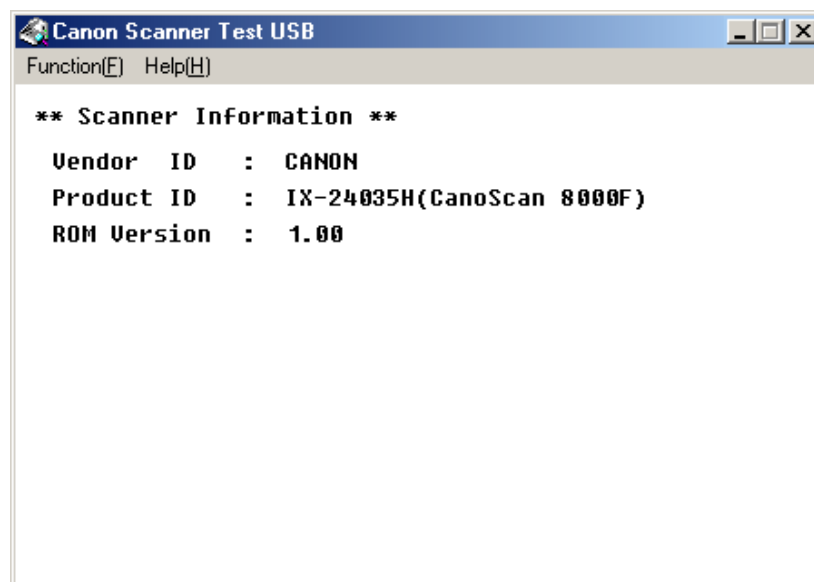 Canon Scanner Test USB
Function(F) Help(H)
** Scanner Information **
Vendor ID : CANON
Product ID : IX-24035H(CanoScan 8000F)
ROM Version : 1.00